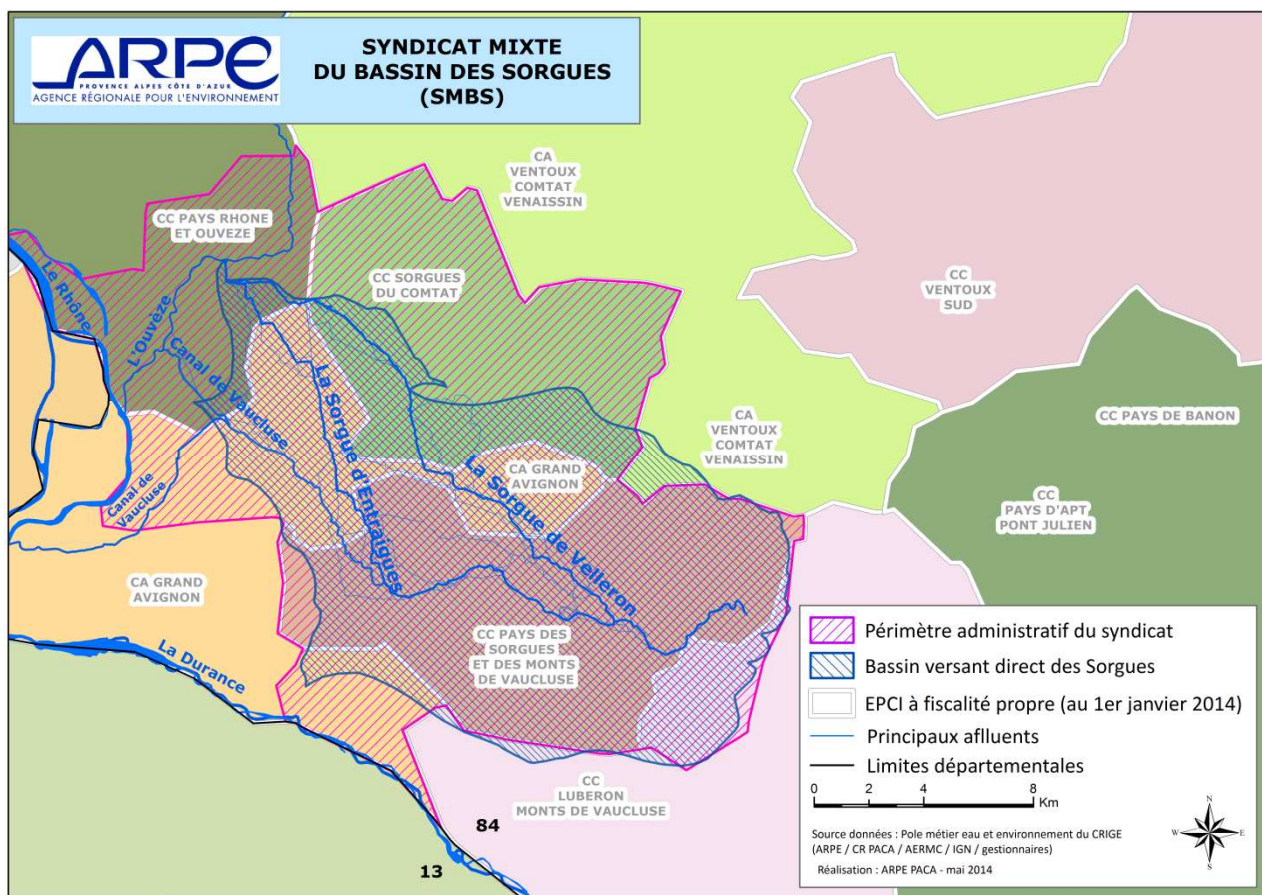 ARPE
PROVENCE ALPES CÔTE D'AZUR
AGENCE RÉGIONALE POUR L'ENVIRONNEMENT
SYNDICAT MIXTE
DU BASSIN DES SORGUES
(SMBS)
CA
VENTOUX
COMTAT
VENAISSIN
CC PAYS RHONE
ET OUVEZE
CC SORGUES
DU COMTAT
CC
VENTOUX
SUD
Le Rhône
L'Ouvèze
Canal de Vaucluse
La Sorgue d'Entraigues
CA
VENTOUX
COMTAT
VENAISSIN
CC PAYS DE BANON
CA GRAND
AVIGNON
La Sorgue de Velleron
Canal de
Vaucluse
CC
PAYS D'APT
PONT JULIEN
CA GRAND
AVIGNON
CC PAYS DES
SORGUES
ET DES MONTS
DE VAUCLUSE
La Durance
CC
LUBERON
MONTS DE VAUCLUSE
84
13
Périmètre administratif du syndicat
Bassin versant direct des Sorgues
EPCI à fiscalité propre (au 1er janvier 2014)
Principaux aflluents
Limites départementales
0 2 4 8
Km
Source données : Pole métier eau et environnement du CRIGE
(ARPE / CR PACA / AERMC / IGN / gestionnaires)
Réalisation : ARPE PACA - mai 2014
N
W E
S